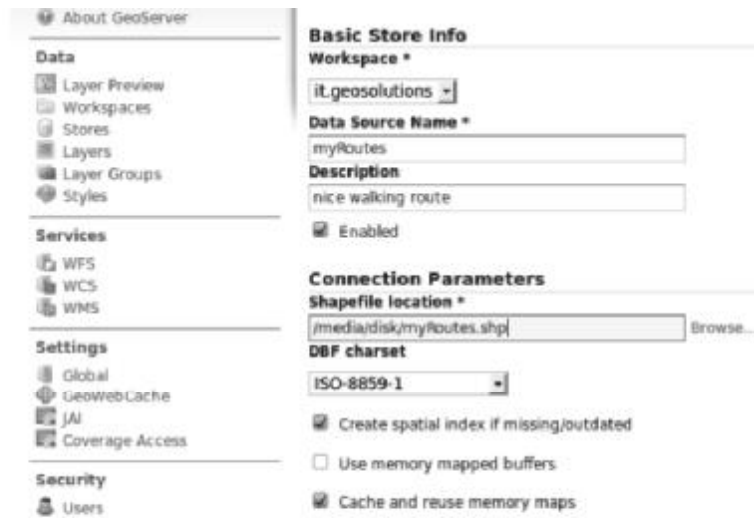 About GeoServer
Data
Layer Preview
Workspaces
Stores
Layers
Layer Groups
Styles
Services
WFS
WCS
WMS
Settings
Global
GeoWebCache
JAI
Coverage Access
Security
Users
Basic Store Info
Workspace *
it.geosolutions
Data Source Name *
myRoutes
Description
nice walking route
Enabled
Connection Parameters
Shapefile location *
/media/disk/myRoutes.shp
Browse...
DBF charset
ISO-8859-1
Create spatial index if missing/outdated
Use memory mapped buffers
Cache and reuse memory maps